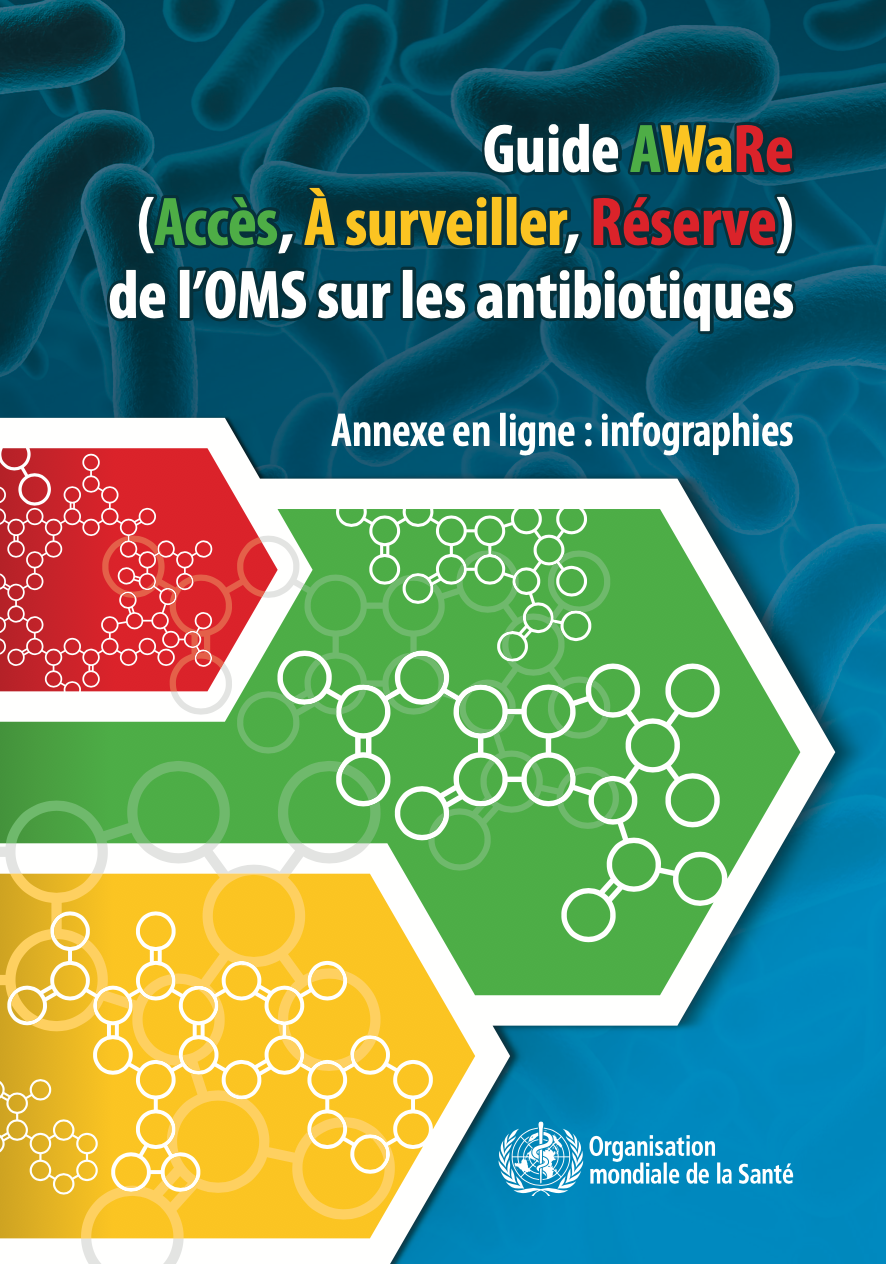 Guide AWaRe
(Accès, À surveiller, Réserve)
de l’OMS sur les antibiotiques
Annexe en ligne : infographies
Organisation
mondiale de la Santé